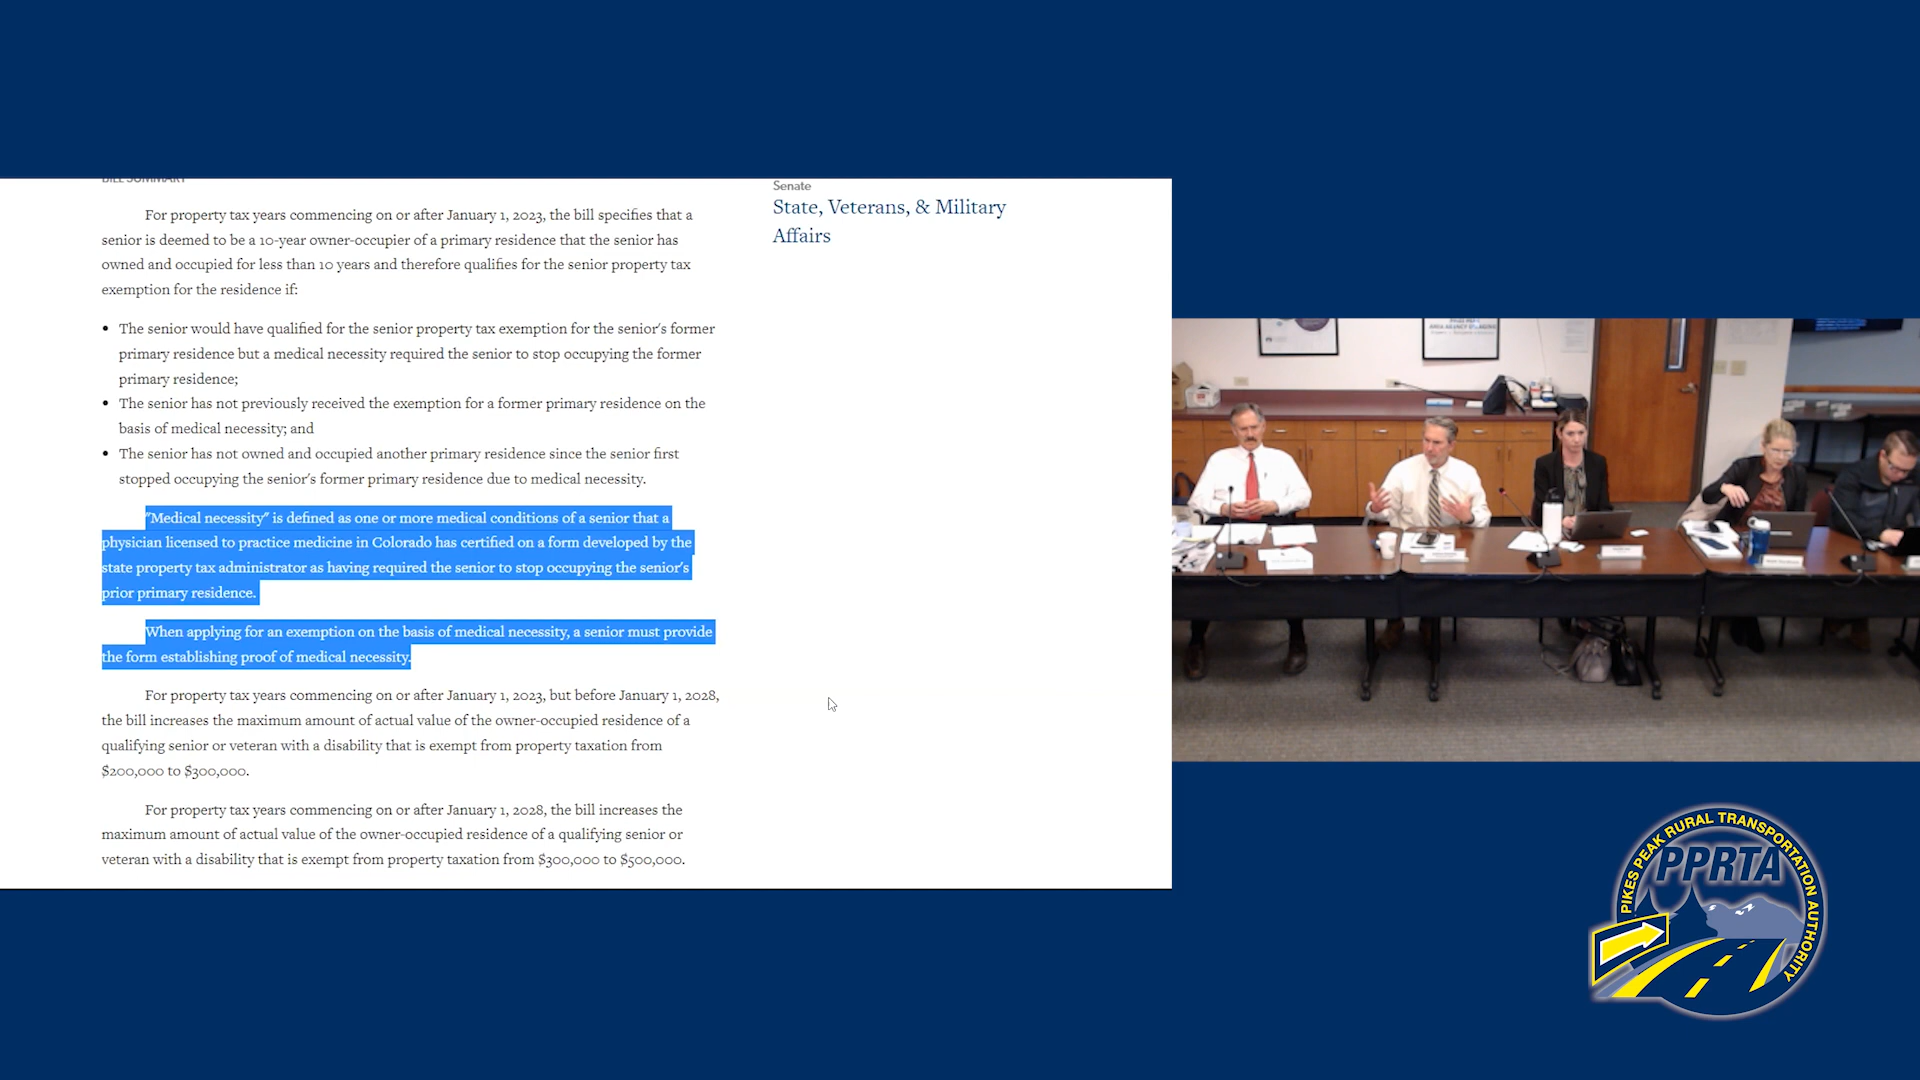 BILL SUMMARY
For property tax years commencing on or after January 1, 2023, the bill specifies that a
senior is deemed to be a 10-year owner-occupier of a primary residence that the senior has
owned and occupied for less than 10 years and therefore qualifies for the senior property tax
exemption for the residence if:
• The senior would have qualified for the senior property tax exemption for the senior's former
primary residence but a medical necessity required the senior to stop occupying the former
primary residence;
• The senior has not previously received the exemption for a former primary residence on the
basis of medical necessity; and
• The senior has not owned and occupied another primary residence since the senior first
stopped occupying the senior's former primary residence due to medical necessity.
"Medical necessity" is defined as one or more medical conditions of a senior that a
physician licensed to practice medicine in Colorado has certified on a form developed by the
state property tax administrator as having required the senior to stop occupying the senior's
prior primary residence.
When applying for an exemption on the basis of medical necessity, a senior must provide
the form establishing proof of medical necessity.
For property tax years commencing on or after January 1, 2023, but before January 1, 2028,
the bill increases the maximum amount of actual value of the owner-occupied residence of a
qualifying senior or veteran with a disability that is exempt from property taxation from
$200,000 to $300,000.
For property tax years commencing on or after January 1, 2028, the bill increases the
maximum amount of actual value of the owner-occupied residence of a qualifying senior or
veteran with a disability that is exempt from property taxation from $300,000 to $500,000.
Senate
State, Veterans, & Military
Affairs
PIKES PEAK RURAL TRANSPORTATION AUTHORITY
PPRTA